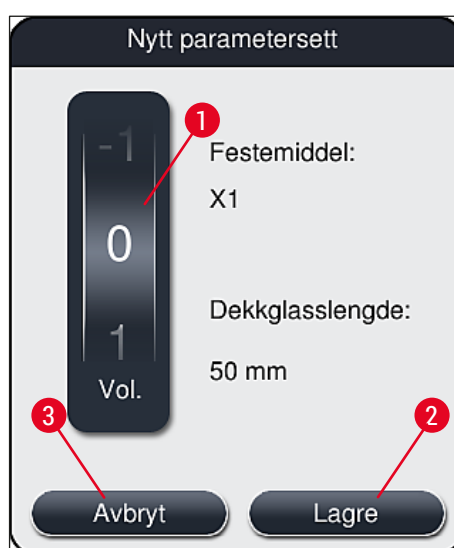 Nytt parametersett
-1
0
1
Vol.
1
Festemiddel:
X1
Dekkglasslengde:
50 mm
3
2
Avbryt
Lagre